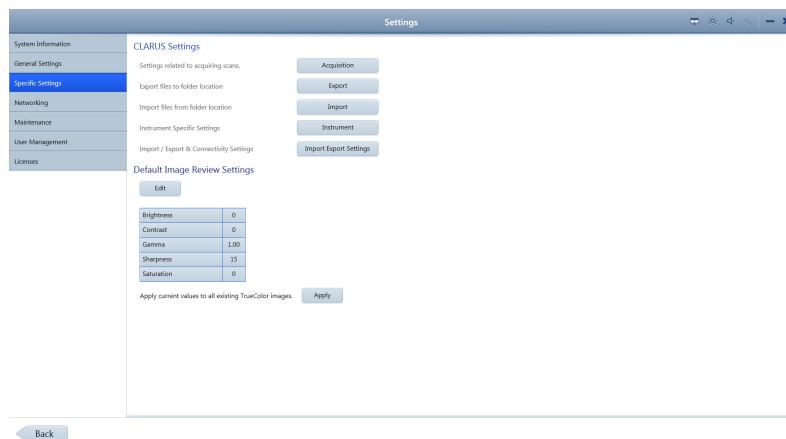 Settings
System Information
General Settings
Specific Settings
Networking
Maintenance
User Management
Licenses
CLARUS Settings
Settings related to acquiring scans. Acquisition
Export files to folder location Export
Import files from folder location Import
Instrument Specific Settings Instrument
Import / Export & Connectivity Settings Import Export Settings
Default Image Review Settings
Edit
Brightness 0
Contrast 0
Gamma 1.00
Sharpness 15
Saturation 0
Apply current values to all existing TrueColor images. Apply
Back